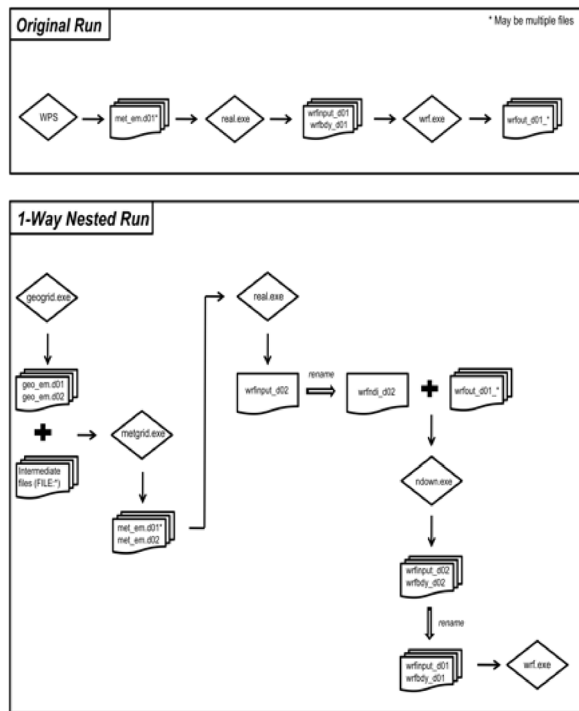 Original Run
* May be multiple files
WPS
met_em.d01*
real.exe
wrfinput_d01
wrfbdy_d01
wrf.exe
wrfout_d01_*
1-Way Nested Run
geogrid.exe
real.exe
geo_em.d01
geo_em.d02
wrfinput_d02
rename
wrfndi_d02
wrfout_d01_*
metgrid.exe
Intermediate
files (FILE:*)
ndown.exe
met_em.d01*
met_em.d02
wrfinput_d02
wrfbdy_d02
rename
wrfinput_d01
wrfbdy_d01
wrf.exe